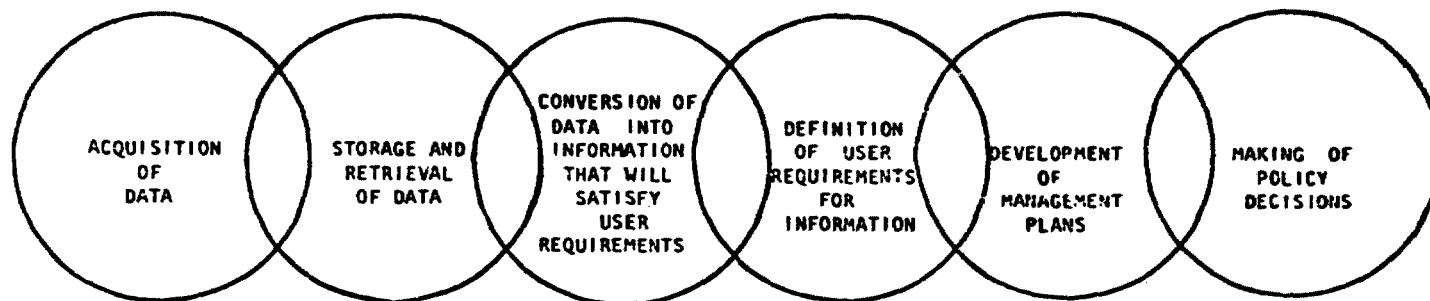 ACQUISITION
OF
DATA
STORAGE AND
RETRIEVAL
OF DATA
CONVERSION OF
DATA INTO
INFORMATION
THAT WILL
SATISFY
USER
REQUIREMENTS
DEFINITION
OF USER
REQUIREMENTS
FOR
INFORMATION
DEVELOPMENT
OF
MANAGEMENT
PLANS
MAKING OF
POLICY
DECISIONS